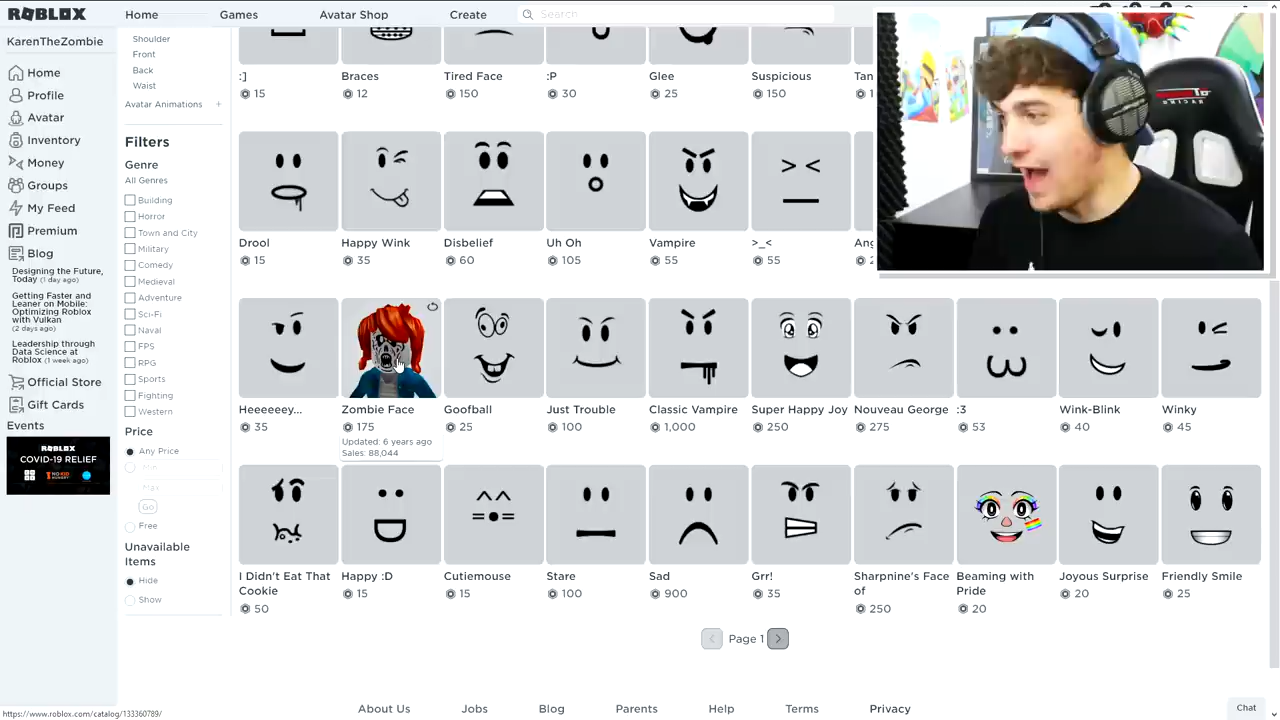 ROBLOX
Home
Games
Avatar Shop
Create
Search
KarenTheZombie
Home
Profile
Avatar
Inventory
Money
Groups
My Feed
Premium
Blog
Designing the Future,
Today (1 day ago)
Getting Faster and
Leaner on Mobile:
Optimizing Roblox
with Vulkan
(2 days ago)
Leadership through
Data Science at
Roblox (1 week ago)
Official Store
Gift Cards
Events
ROBLOX
COVID-19 RELIEF
Shoulder
Front
Back
Waist
Avatar Animations +
Filters
Genre
All Genres
Building
Horror
Town and City
Military
Comedy
Medieval
Adventure
Sci-Fi
Naval
FPS
RPG
Sports
Fighting
Western
Price
Any Price
Min
Max
Go
Free
Unavailable
Items
Hide
Show
:]
15
Braces
12
Tired Face
150
:P
30
Glee
25
Suspicious
150
Drool
15
Happy Wink
35
Disbelief
60
Uh Oh
105
Vampire
55
>_<
55
Heeeeeey...
35
Zombie Face
175
Updated: 6 years ago
Sales: 88,044
Goofball
25
Just Trouble
100
Classic Vampire
1,000
Super Happy Joy
250
Nouveau George
275
:3
53
Wink-Blink
40
Winky
45
I Didn't Eat That
Cookie
50
Happy :D
15
Cutiemouse
15
Stare
100
Sad
900
Grr!
35
Sharpnine's Face
of
250
Beaming with
Pride
20
Joyous Surprise
20
Friendly Smile
25
Page 1
About Us
Jobs
Blog
Parents
Help
Terms
Privacy
Chat
https://www.roblox.com/catalog/133360789/